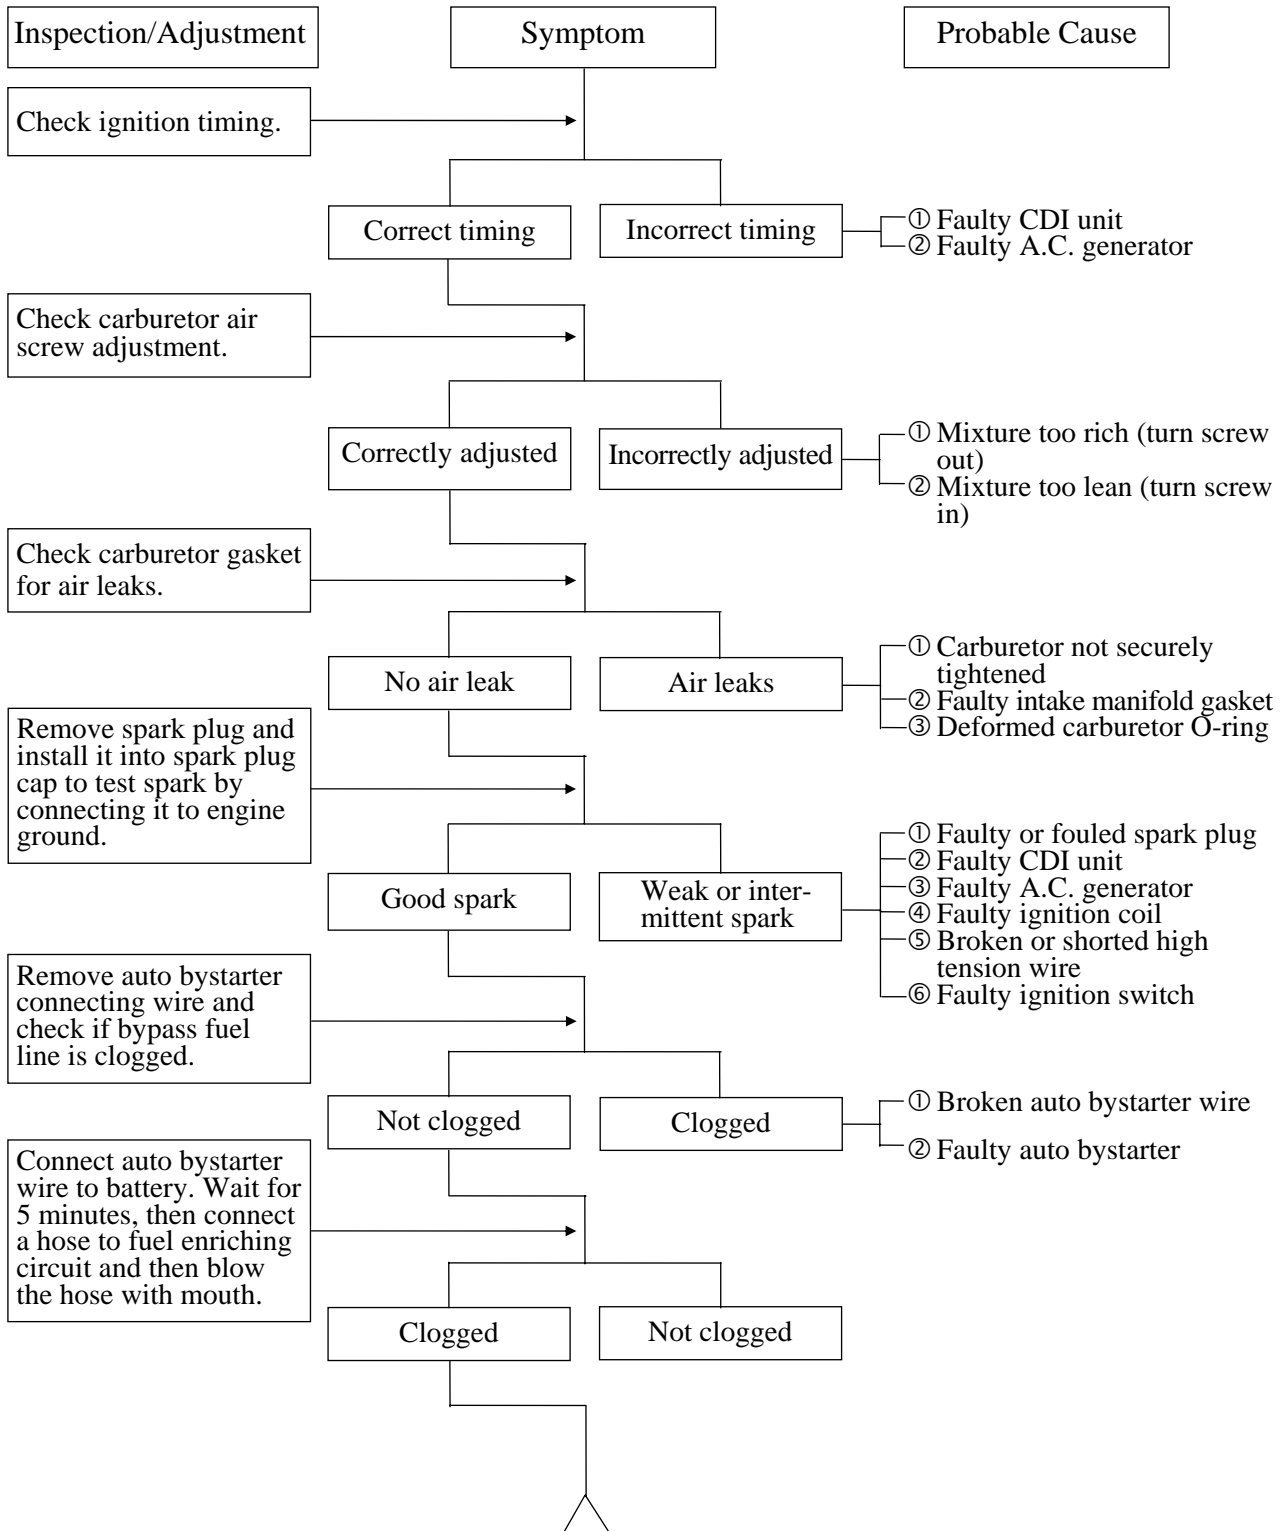 Inspection/Adjustment
Symptom
Probable Cause
Check ignition timing.
Correct timing
Incorrect timing
① Faulty CDI unit
② Faulty A.C. generator
Check carburetor air
screw adjustment.
Correctly adjusted
Incorrectly adjusted
① Mixture too rich (turn screw
out)
② Mixture too lean (turn screw
in)
Check carburetor gasket
for air leaks.
No air leak
Air leaks
① Carburetor not securely
tightened
② Faulty intake manifold gasket
③ Deformed carburetor O-ring
Remove spark plug and
install it into spark plug
cap to test spark by
connecting it to engine
ground.
Good spark
Weak or inter-
mittent spark
① Faulty or fouled spark plug
② Faulty CDI unit
③ Faulty A.C. generator
④ Faulty ignition coil
⑤ Broken or shorted high
tension wire
⑥ Faulty ignition switch
Remove auto bystarter
connecting wire and
check if bypass fuel
line is clogged.
Not clogged
Clogged
① Broken auto bystarter wire
② Faulty auto bystarter
Connect auto bystarter
wire to battery. Wait for
5 minutes, then connect
a hose to fuel enriching
circuit and then blow
the hose with mouth.
Clogged
Not clogged